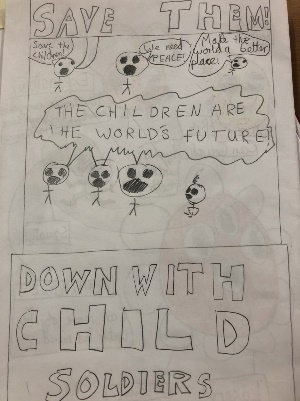 SAVE THEM!
Save the
children!
We need
PEACE!
Make the
world a better
place!
THE CHILDREN ARE
THE WORLD'S FUTURE!
DOWN WITH
CHILD
SOLDIERS